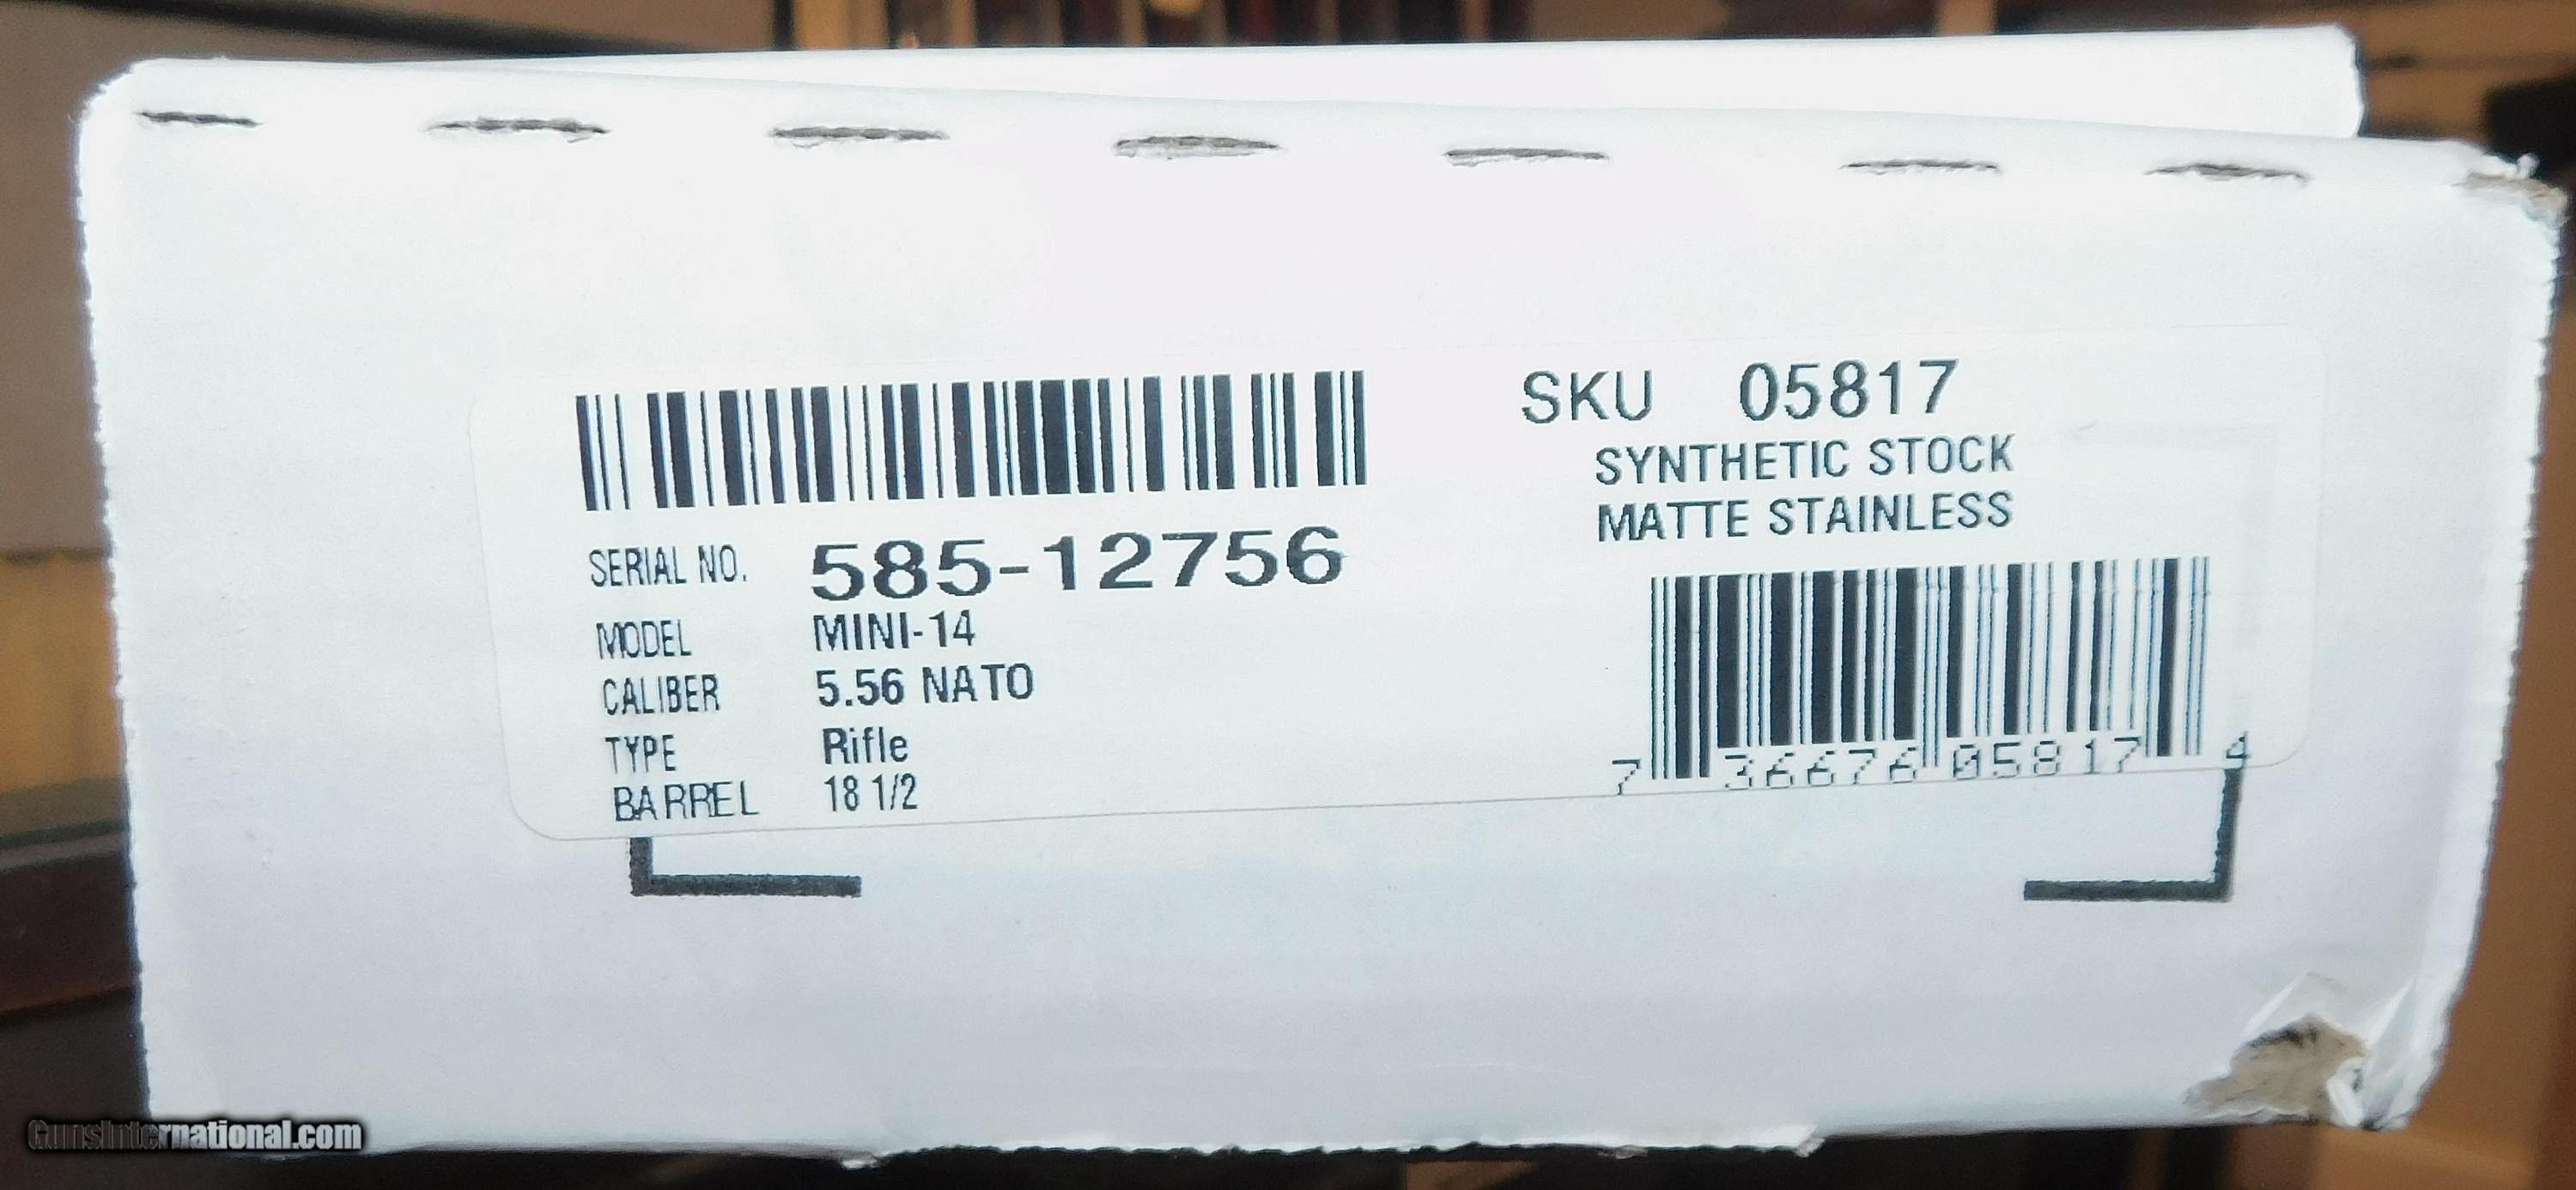 SERIAL NO. 585-12756
MODEL MINI-14
CALIBER 5.56 NATO
TYPE Rifle
BARREL 18 1/2
SKU 05817
SYNTHETIC STOCK
MATTE STAINLESS
7 36676 05817 4
GunsInternational.com